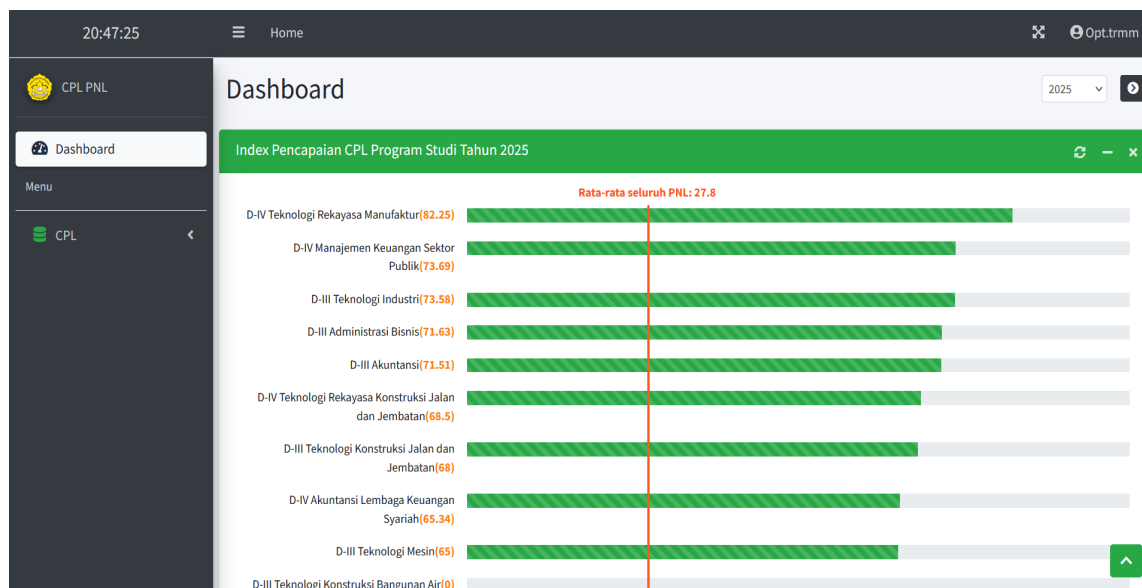 20:47:25
Home
Opt.trmm
CPL PNL
Dashboard
2025
Dashboard
Menu
CPL
Index Pencapaian CPL Program Studi Tahun 2025
Rata-rata seluruh PNL: 27.8
D-IV Teknologi Rekayasa Manufaktur(82.25)
D-IV Manajemen Keuangan Sektor
Publik(73.69)
D-III Teknologi Industri(73.58)
D-III Administrasi Bisnis(71.63)
D-III Akuntansi(71.51)
D-IV Teknologi Rekayasa Konstruksi Jalan
dan Jembatan(68.5)
D-III Teknologi Konstruksi Jalan dan
Jembatan(68)
D-IV Akuntansi Lembaga Keuangan
Syariah(65.34)
D-III Teknologi Mesin(65)
D-III Teknologi Konstruksi Bangunan Air(0)